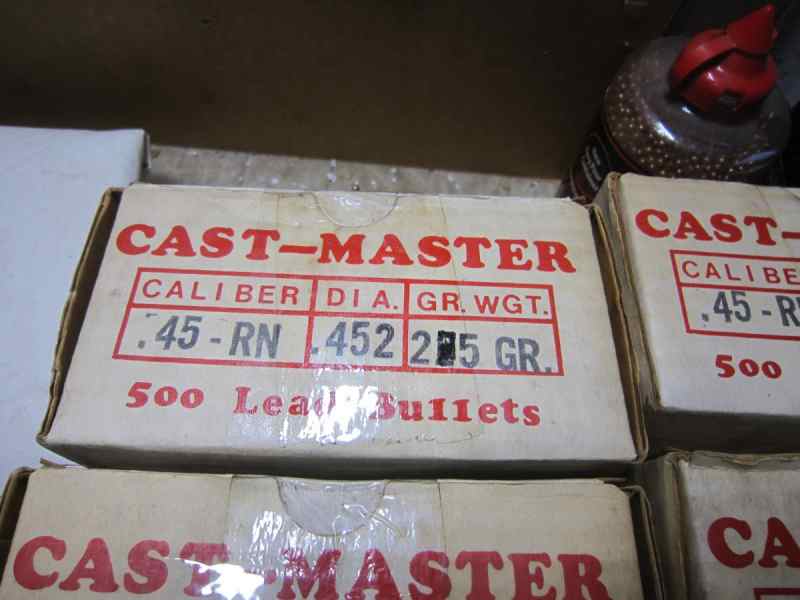 CAST-MASTER
CALIBER DIA. GR. WGT.
.45-RN .452 GR.
500 Lead Bullets
CAST-
CALIBE
.45-R
500
CAST-MASTER
CA